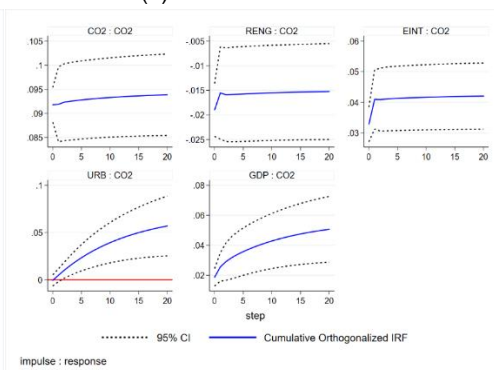 (a)
CO2 : CO2
RENG : CO2
EINT : CO2
.105
.1
.095
.09
.085
0 5 10 15 20
-.005
-.01
-.015
-.02
-.025
0 5 10 15 20
.06
.05
.04
.03
0 5 10 15 20
URB : CO2
GDP : CO2
.1
.05
0
0 5 10 15 20
.08
.06
.04
.02
0 5 10 15 20
step
95% CI
Cumulative Orthogonalized IRF
impulse : response